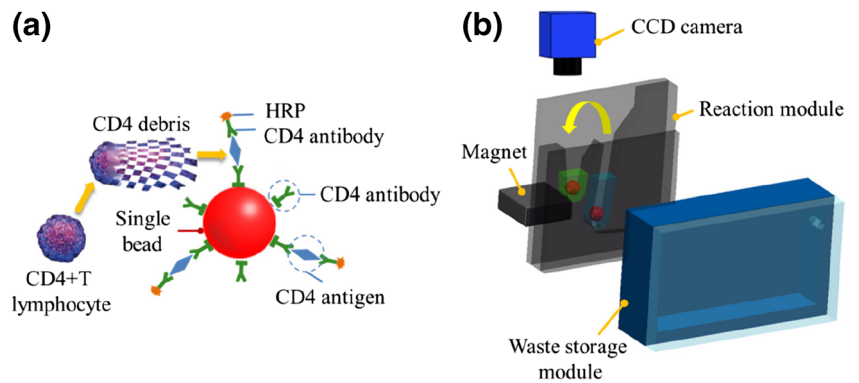 (a)
HRP
CD4 debris
CD4 antibody
CD4 antibody
Single
bead
CD4+T
lymphocyte
CD4 antigen
(b)
CCD camera
Reaction module
Magnet
Waste storage
module